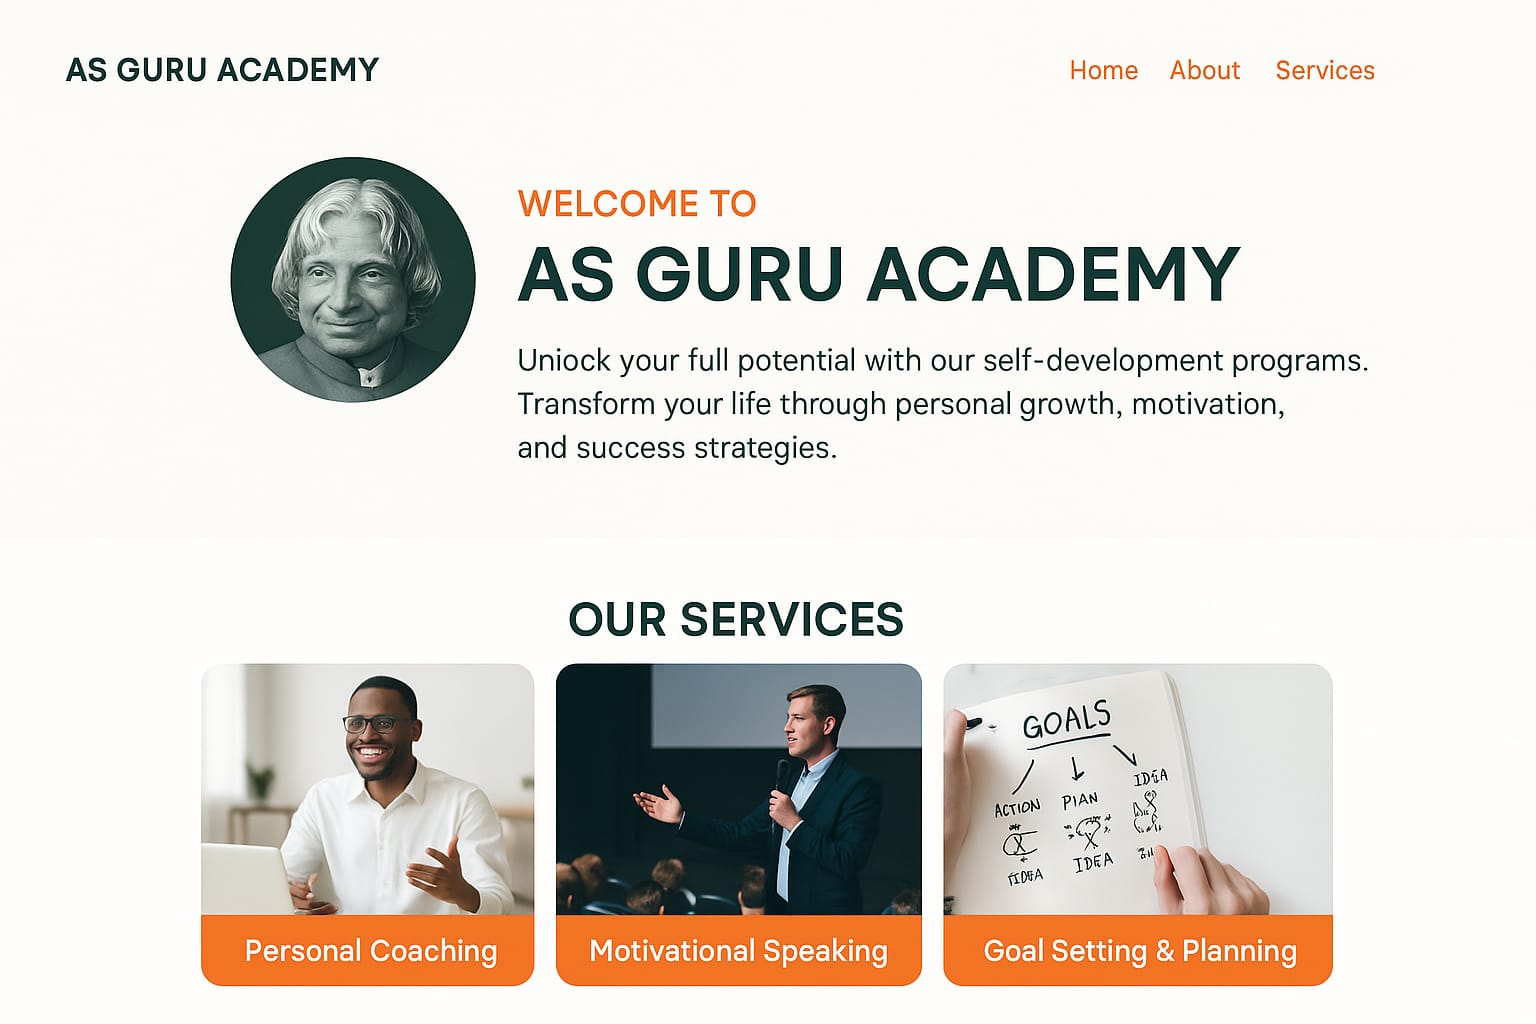 AS GURU ACADEMY
Home About Services
WELCOME TO
AS GURU ACADEMY
Uniock your full potential with our self-development programs.
Transform your life through personal growth, motivation,
and success strategies.
OUR SERVICES
GOALS
ACTION PIAN IDEA
IDEA
Personal Coaching
Motivational Speaking
Goal Setting & Planning